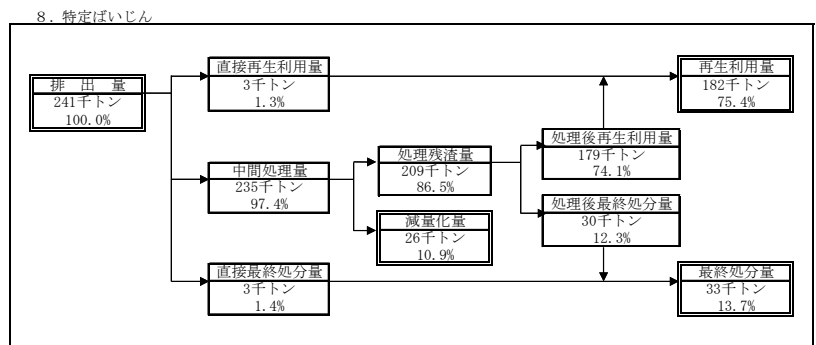 ８．特定ばいじん
排 出 量
241千トン
100.0%
直接再生利用量
3千トン
1.3%
再生利用量
182千トン
75.4%
中間処理量
235千トン
97.4%
処理残渣量
209千トン
86.5%
処理後再生利用量
179千トン
74.1%
減量化量
26千トン
10.9%
処理後最終処分量
30千トン
12.3%
直接最終処分量
3千トン
1.4%
最終処分量
33千トン
13.7%